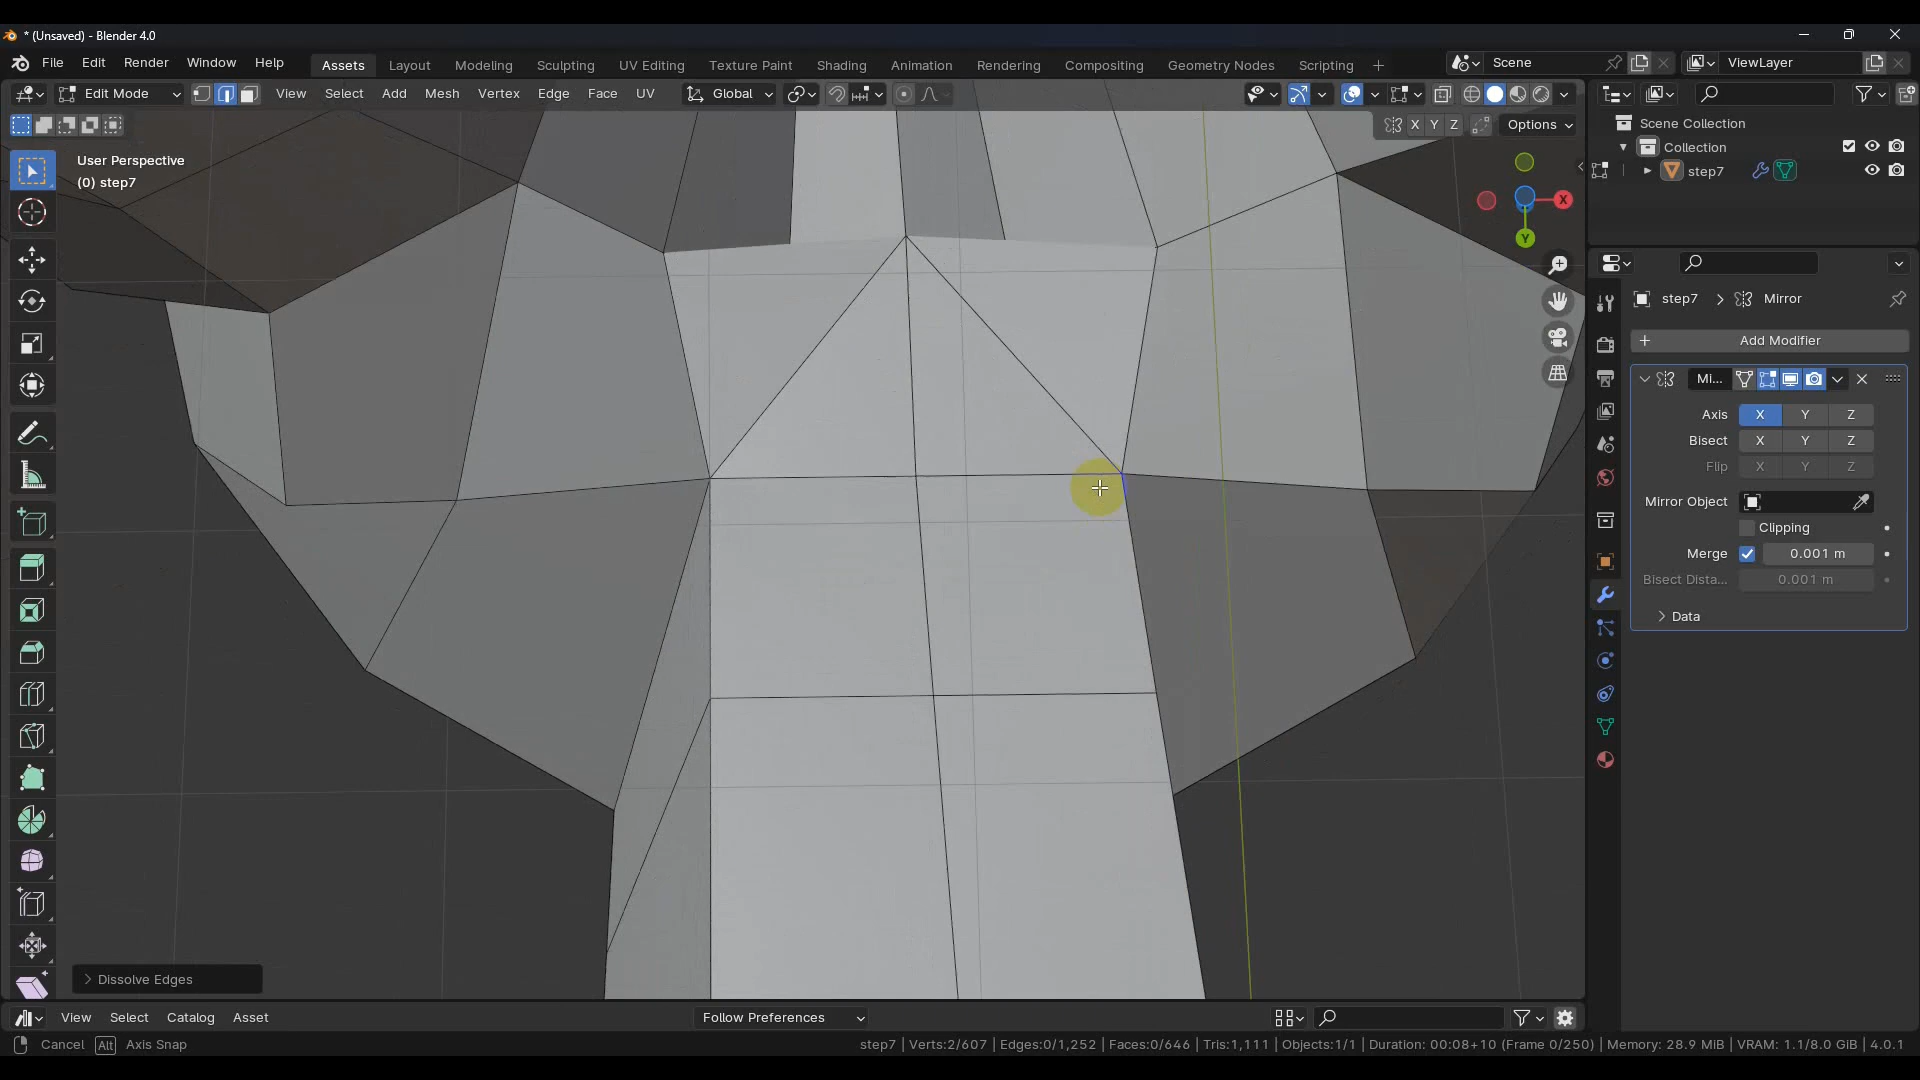 * (Unsaved) - Blender 4.0
File Edit Render Window Help Assets Layout Modeling Sculpting UV Editing Texture Paint Shading Animation Rendering Compositing Geometry Nodes Scripting + Scene ViewLayer
Edit Mode View Select Add Mesh Vertex Edge Face UV Global
X Y Z Options
User Perspective
(0) step7
X
Y
Scene Collection
Collection
step7
step7 > Mirror
+ Add Modifier
Mi...
Axis X Y Z
Bisect X Y Z
Flip X Y Z
Mirror Object
Clipping
Merge 0.001 m
Bisect Dista... 0.001 m
> Data
> Dissolve Edges
View Select Catalog Asset Follow Preferences
Cancel Alt Axis Snap step7 | Verts:2/607 | Edges:0/1,252 | Faces:0/646 | Tris:1,111 | Objects:1/1 | Duration: 00:08+10 (Frame 0/250) | Memory: 28.9 MiB | VRAM: 1.1/8.0 GiB | 4.0.1